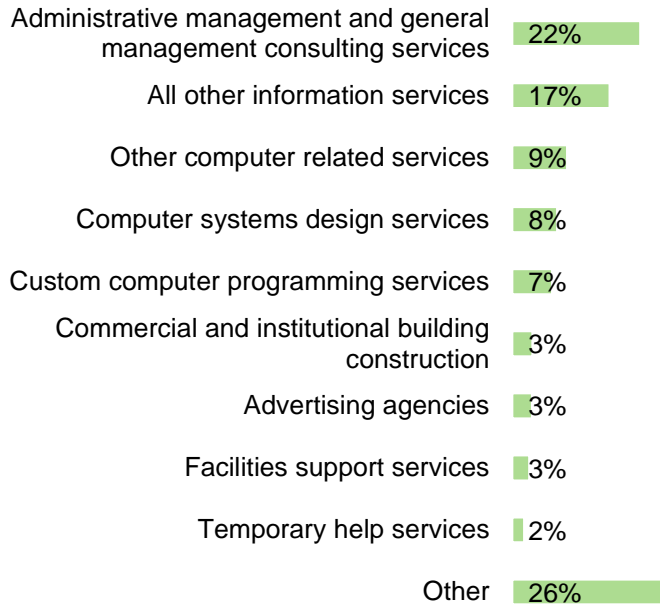 Administrative management and general
management consulting services
22%
All other information services
17%
Other computer related services
9%
Computer systems design services
8%
Custom computer programming services
7%
Commercial and institutional building
construction
3%
Advertising agencies
3%
Facilities support services
3%
Temporary help services
2%
Other
26%